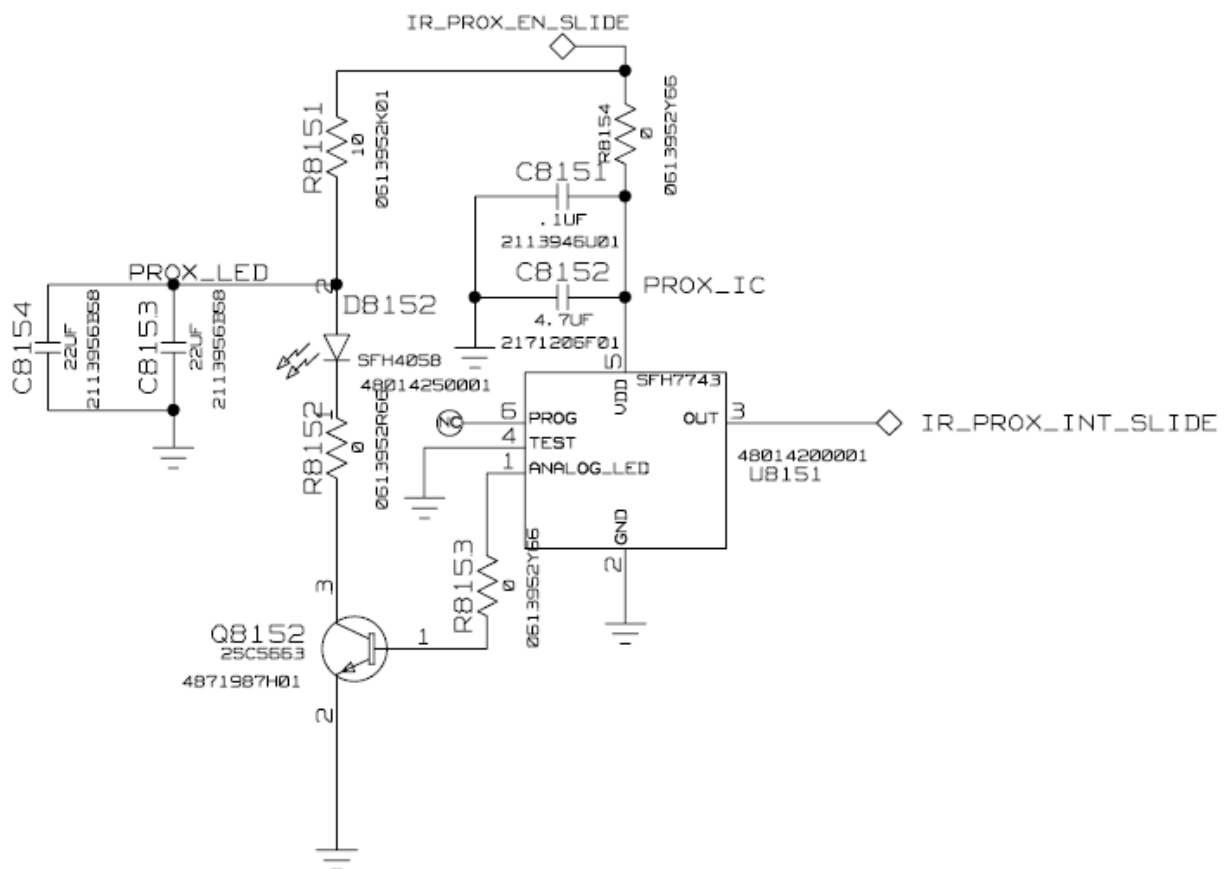 IR_PROX_EN_SLIDE
R8151
10
0613952K01
R8154
0
0613952Y66
C8151
.1UF
2113946U01
PROX_LED
2
C8152
4.7UF
2171206F01
PROX_IC
C8154
22UF
2113956B58
C8153
22UF
2113956B58
D8152
SFH4058
48014250001
5
SFH7743
VDD
NC
6
PROG
OUT
3
IR_PROX_INT_SLIDE
4
TEST
1
ANALOG_LED
48014200001
U8151
R8152
0
0613952R66
GND
2
R8153
0
0613952Y66
3
Q8152
2SC5663
4871987H01
1
2